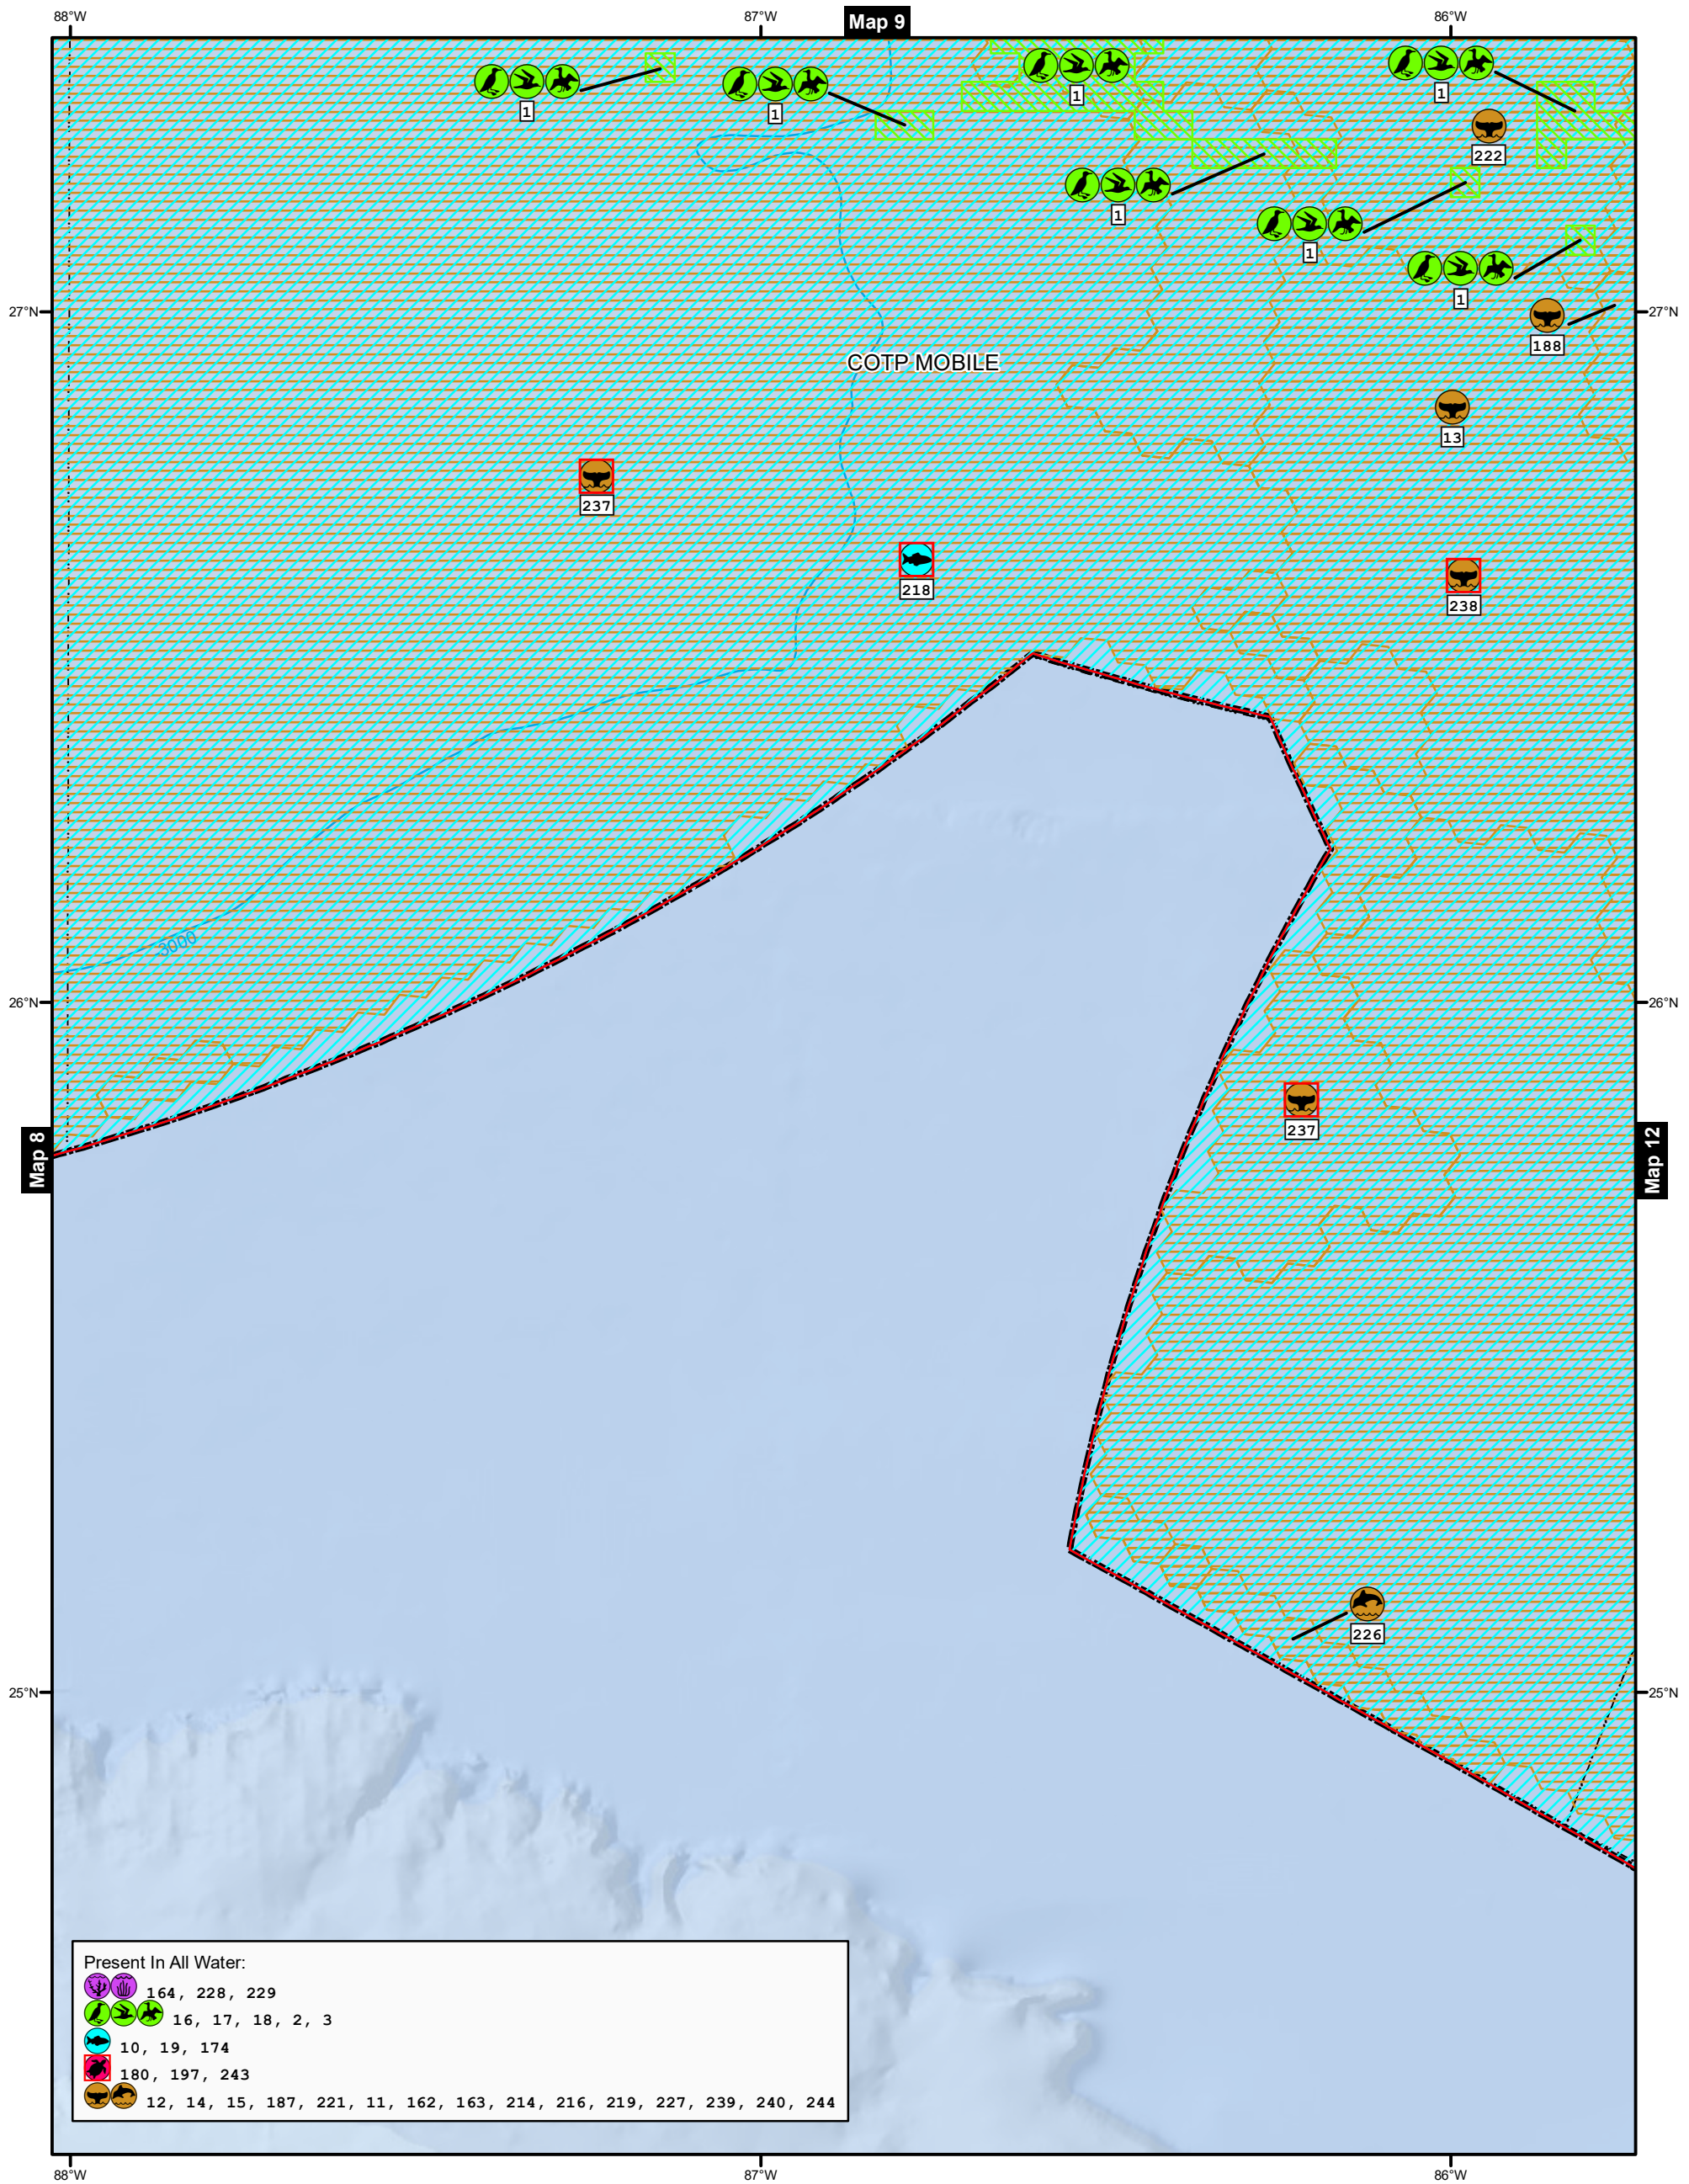 88°W
87°W
Map 9
86°W
1
1
1
1
222
1
1
1
27°N
27°N
188
COTP MOBILE
13
237
218
238
3000
26°N
26°N
237
Map 8
Map 12
226
25°N
25°N
Present In All Water:
164, 228, 229
16, 17, 18, 2, 3
10, 19, 174
180, 197, 243
12, 14, 15, 187, 221, 11, 162, 163, 214, 216, 219, 227, 239, 240, 244
88°W
87°W
86°W